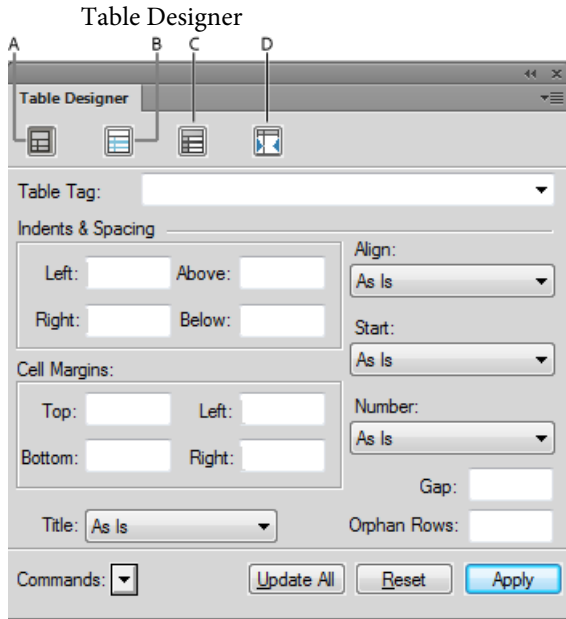 Table Designer
A B C D
Table Designer
Table Tag:
Indents & Spacing
Align:
Left: Above: As Is
Right: Below: Start:
As Is
Cell Margins:
Top: Left: Number:
As Is
Bottom: Right:
Gap:
Title: As Is Orphan Rows:
Commands: Update All Reset Apply